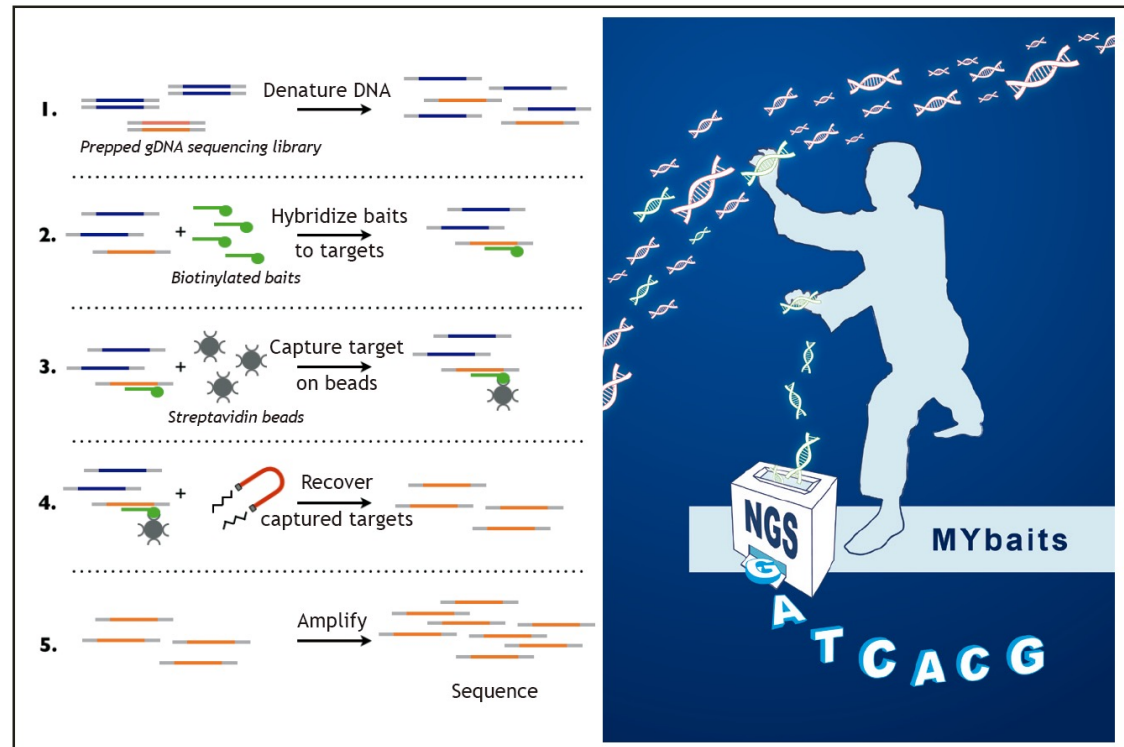 1.
Denature DNA
Prepped gDNA sequencing library
2.
+
Hybridize baits
to targets
Biotinylated baits
3.
+
Capture target
on beads
Streptavidin beads
4.
+
Recover
captured targets
5.
Amplify
Sequence
NGS
MYbaits
G
A
T
C
A
C
G